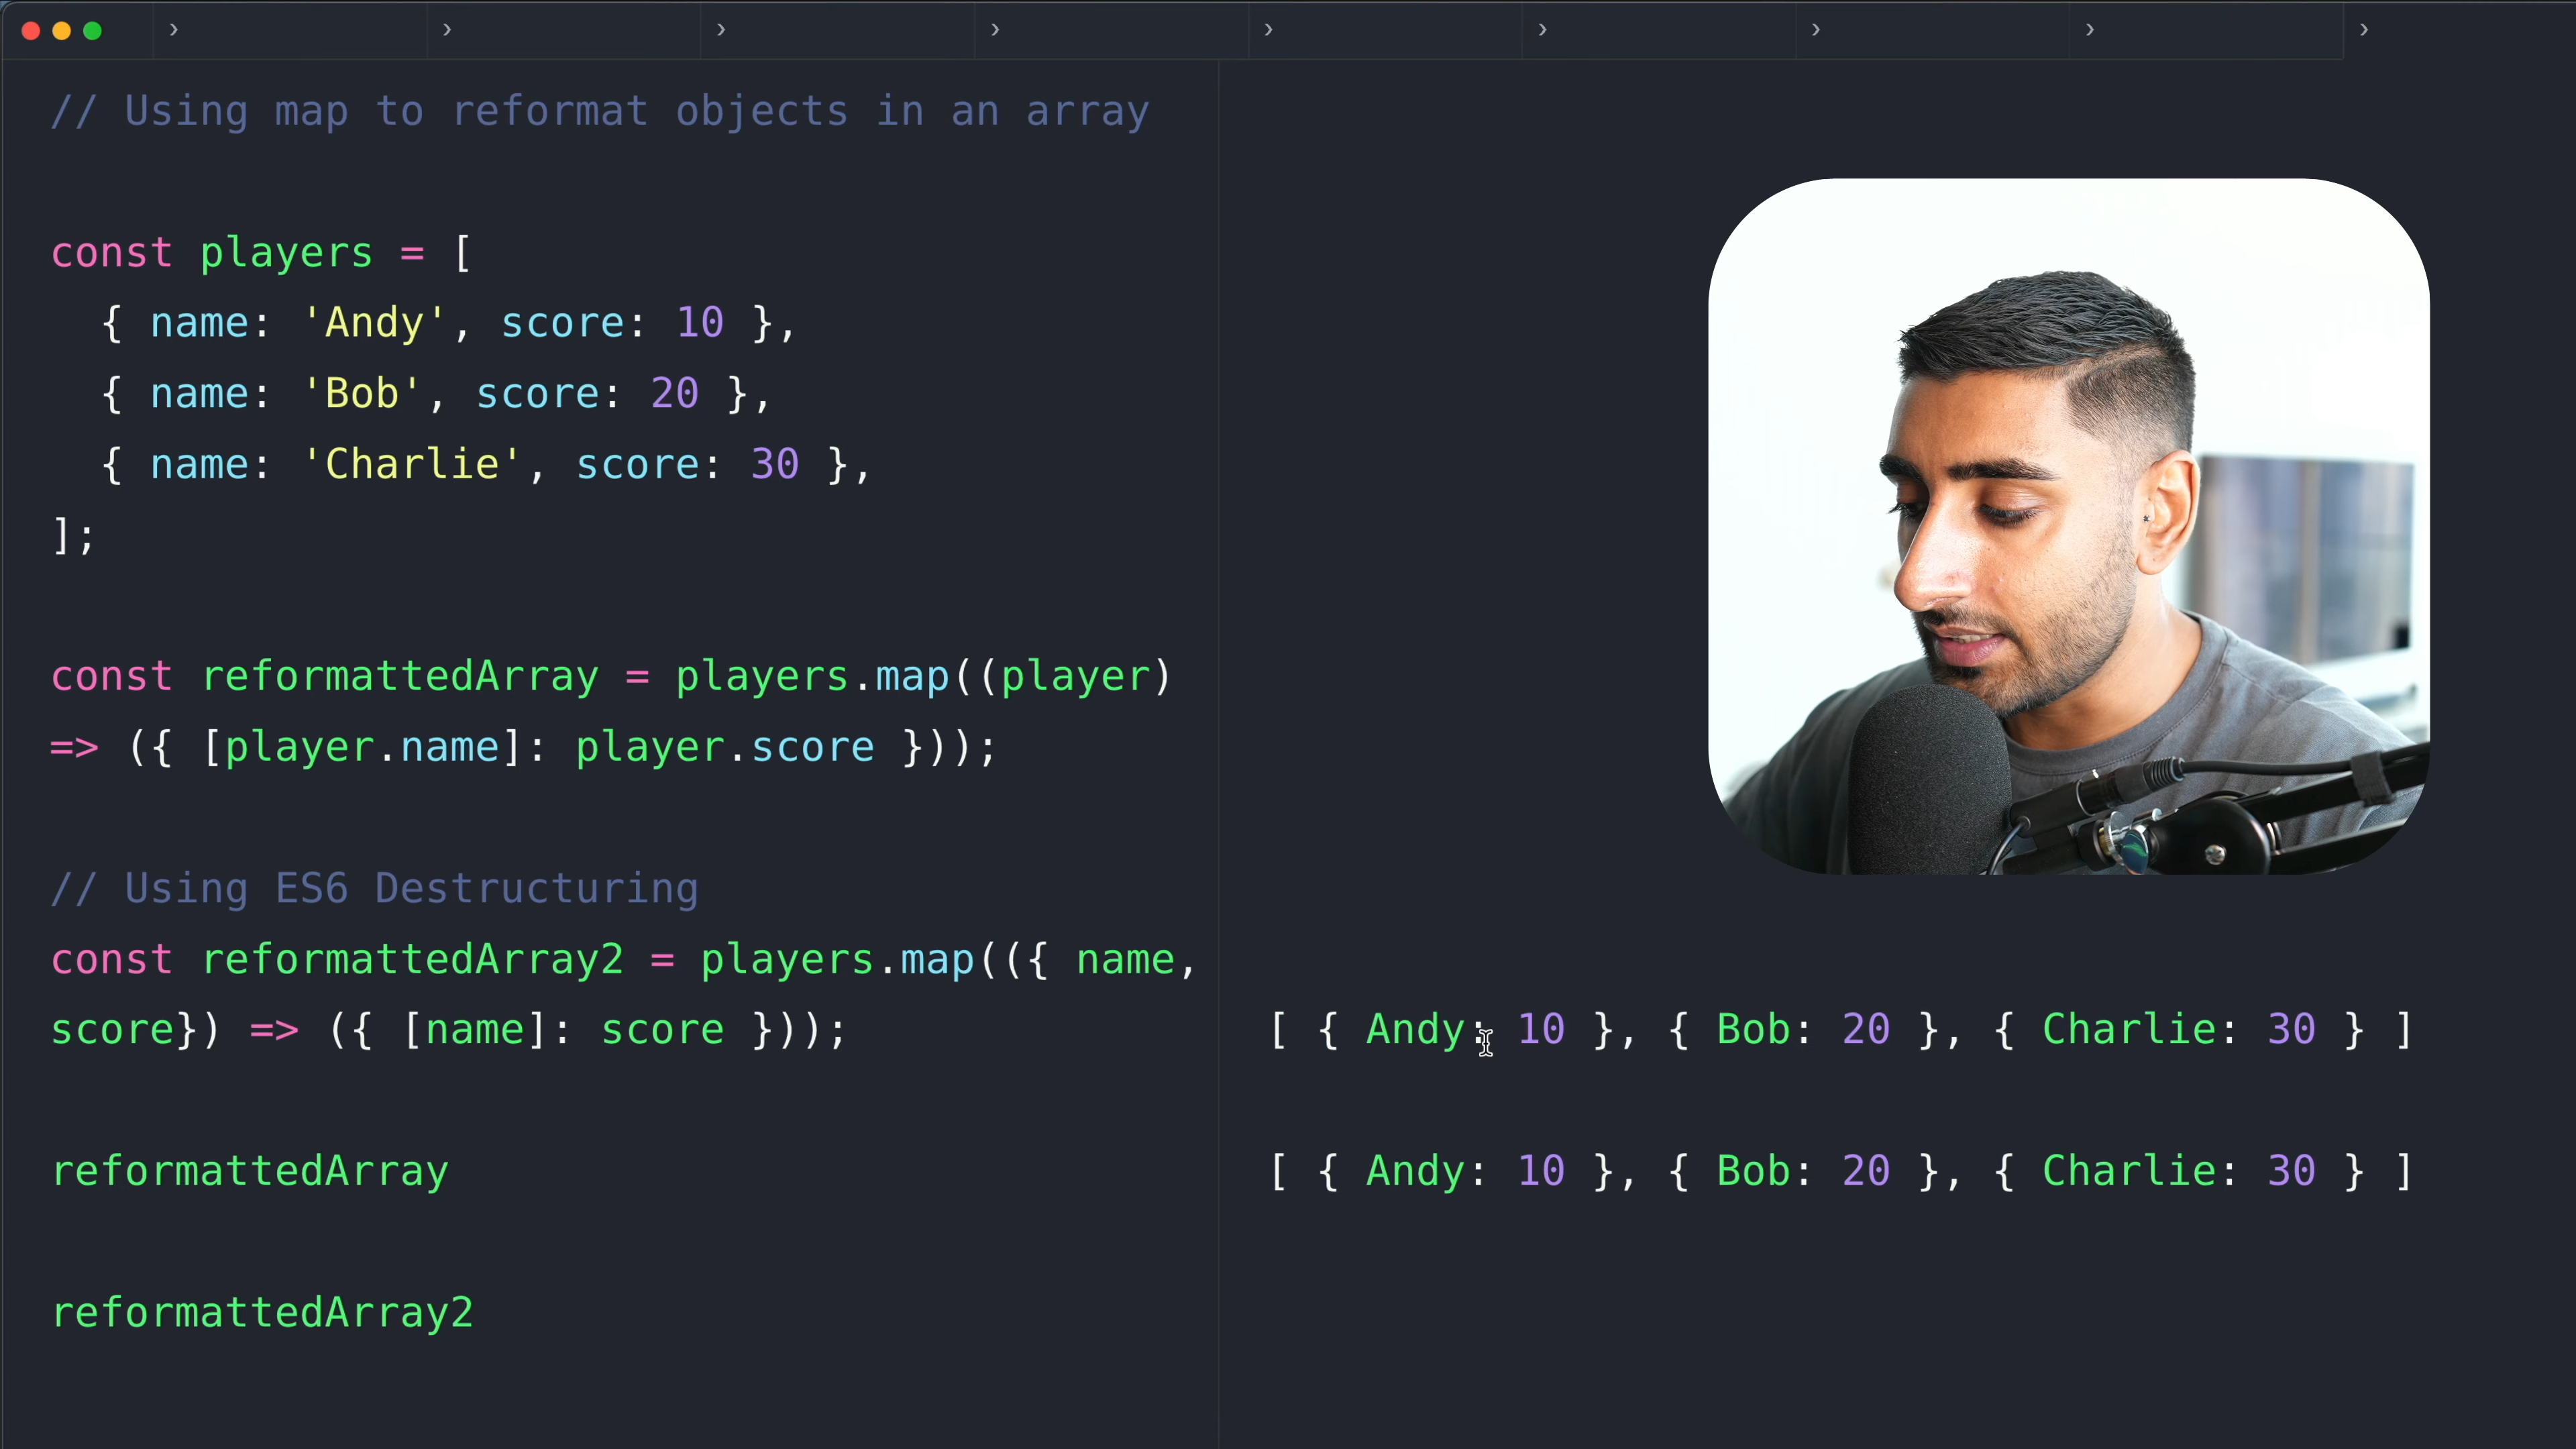 // Using map to reformat objects in an array
const players = [
{ name: 'Andy', score: 10 },
{ name: 'Bob', score: 20 },
{ name: 'Charlie', score: 30 },
];
const reformattedArray = players.map((player)
=> ({ [player.name]: player.score }));
// Using ES6 Destructuring
const reformattedArray2 = players.map(({ name,
score}) => ({ [name]: score }));
reformattedArray
reformattedArray2
[ { Andy: 10 }, { Bob: 20 }, { Charlie: 30 } ]
[ { Andy: 10 }, { Bob: 20 }, { Charlie: 30 } ]